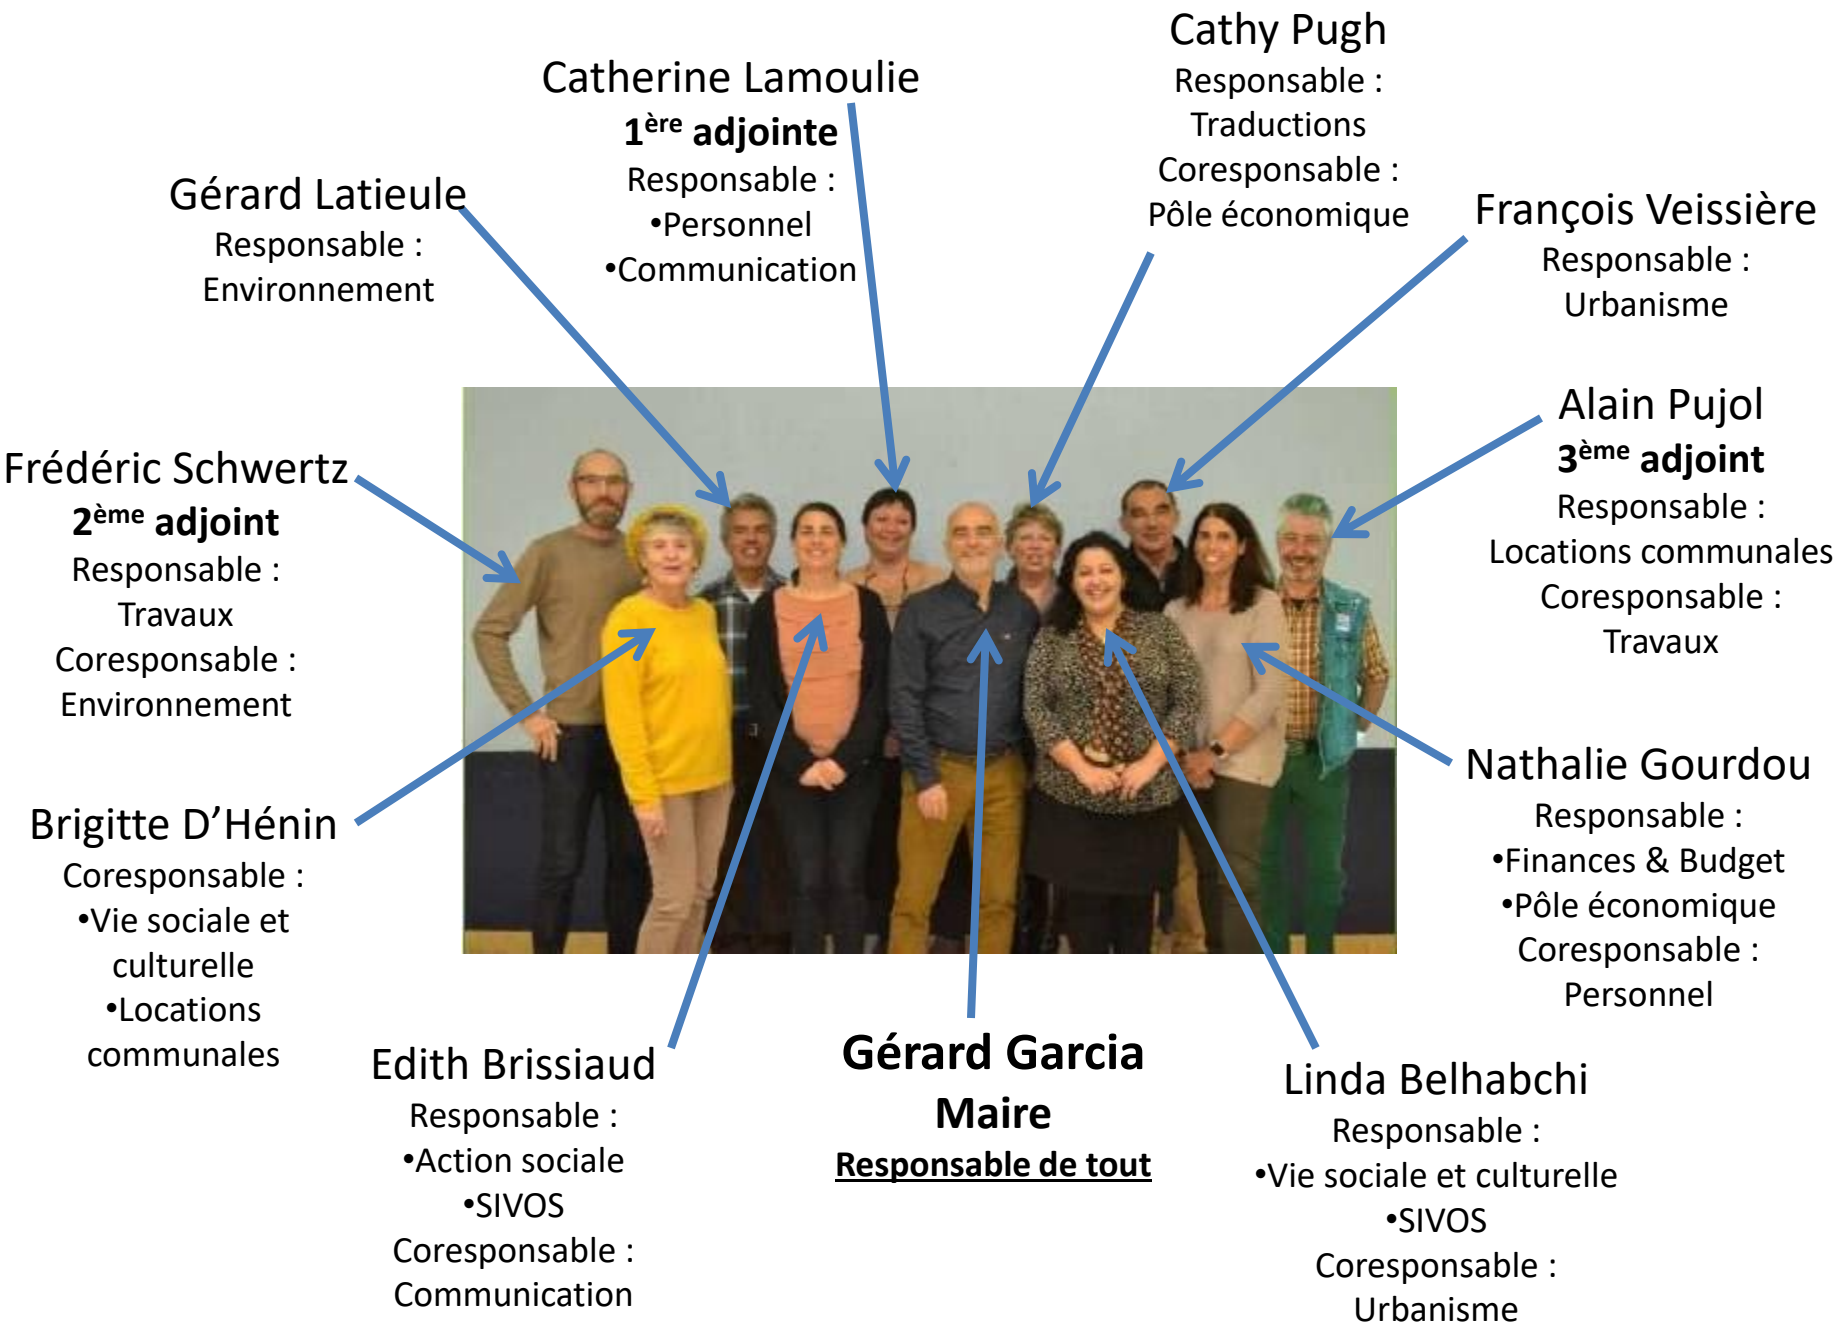 Cathy Pugh
Responsable :
Traductions
Coresponsable :
Pôle économique
Catherine Lamoulie
1ère adjointe
Responsable :
•Personnel
•Communication
Gérard Latieule
Responsable :
Environnement
François Veissière
Responsable :
Urbanisme
Alain Pujol
3ème adjoint
Responsable :
Locations communales
Coresponsable :
Travaux
Frédéric Schwertz
2ème adjoint
Responsable :
Travaux
Coresponsable :
Environnement
Nathalie Gourdou
Responsable :
•Finances & Budget
•Pôle économique
Coresponsable :
Personnel
Brigitte D’Hénin
Coresponsable :
•Vie sociale et
culturelle
•Locations
communales
Edith Brissiaud
Responsable :
•Action sociale
•SIVOS
Coresponsable :
Communication
Gérard Garcia
Maire
Responsable de tout
Linda Belhabchi
Responsable :
•Vie sociale et culturelle
•SIVOS
Coresponsable :
Urbanisme